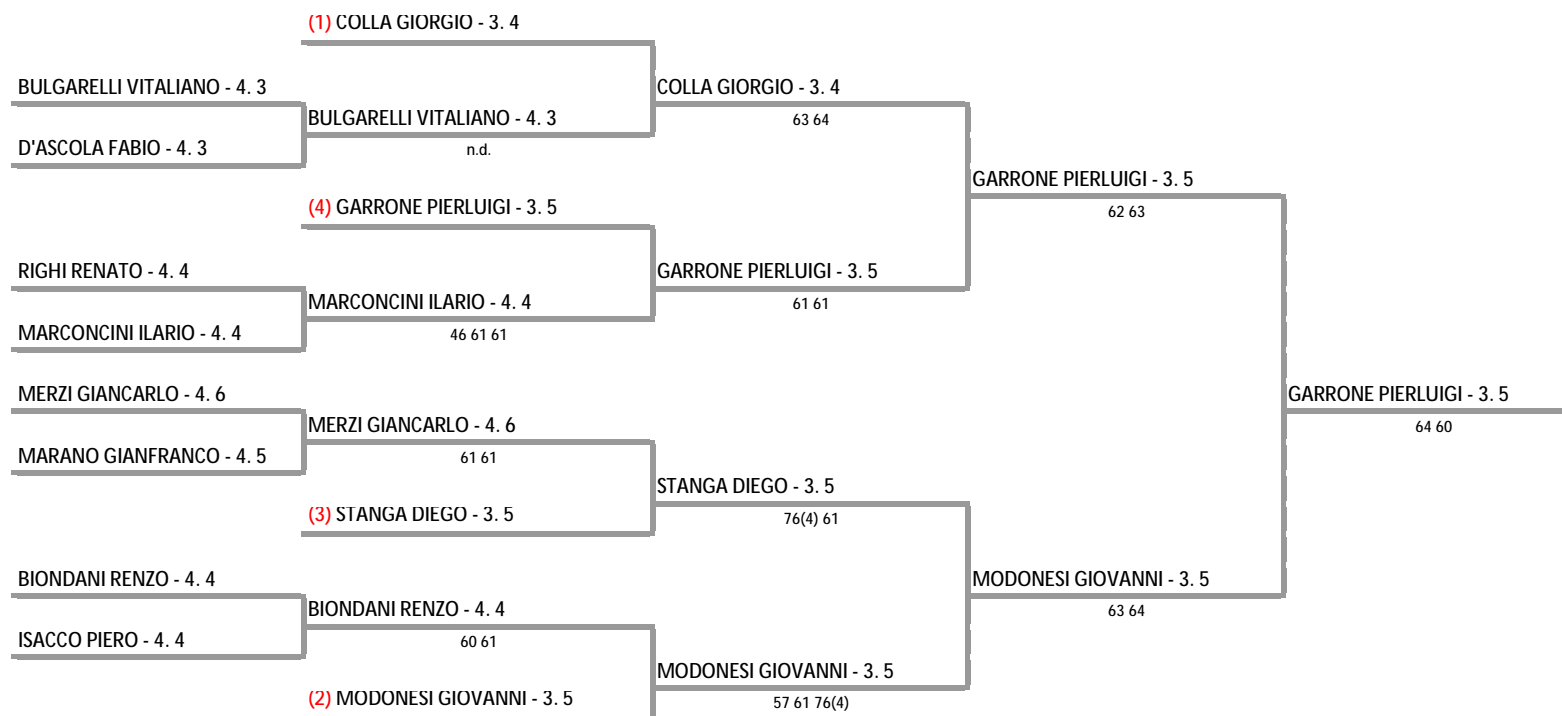 (1) COLLA GIORGIO - 3. 4
BULGARELLI VITALIANO - 4. 3
COLLA GIORGIO - 3. 4
BULGARELLI VITALIANO - 4. 3
63 64
D'ASCOLA FABIO - 4. 3
n.d.
GARRONE PIERLUIGI - 3. 5
(4) GARRONE PIERLUIGI - 3. 5
62 63
RIGHI RENATO - 4. 4
GARRONE PIERLUIGI - 3. 5
MARCONCINI ILARIO - 4. 4
61 61
MARCONCINI ILARIO - 4. 4
46 61 61
MERZI GIANCARLO - 4. 6
GARRONE PIERLUIGI - 3. 5
MERZI GIANCARLO - 4. 6
64 60
MARANO GIANFRANCO - 4. 5
61 61
STANGA DIEGO - 3. 5
(3) STANGA DIEGO - 3. 5
76(4) 61
BIONDANI RENZO - 4. 4
MODONESI GIOVANNI - 3. 5
BIONDANI RENZO - 4. 4
63 64
ISACCO PIERO - 4. 4
60 61
MODONESI GIOVANNI - 3. 5
(2) MODONESI GIOVANNI - 3. 5
57 61 76(4)